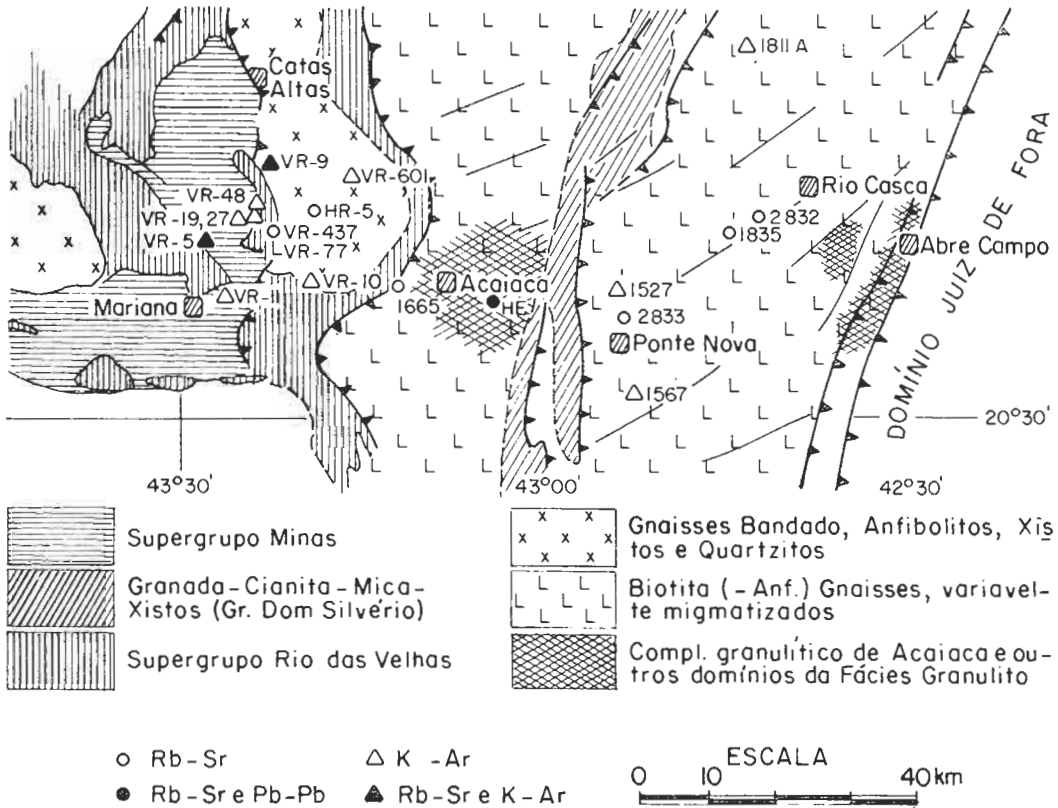 1811 A
Catas
Altas
VR-9
VR-601
VR-48
VR-19,27
VR-5
HR-5
VR-437
VR-77
VR-10
VR-1
Mariana
1665
Acaiaca
HE-
1527
2833
Ponte Nova
1567
Rio Casca
2832
1835
Abre Campo
DOMÍNIO JUIZ DE FORA
20°30'
43°30'
43°00'
42°30'
Supergrupo Minas
Granada-Cianita-Mica-
Xistos (Gr. Dom Silvério)
Supergrupo Rio das Velhas
Gnaisses Bandado, Anfibolitos, Xis
tos e Quartzitos
Biotita (-Anf.) Gnaisses, variavel-
te migmatizados
Compl. granulítico de Acaiaca e ou-
tros domínios da Fácies Granulito
Rb-Sr
K -Ar
Rb-Sr e Pb-Pb
Rb-Sr e K-Ar
ESCALA
0 10 40 km